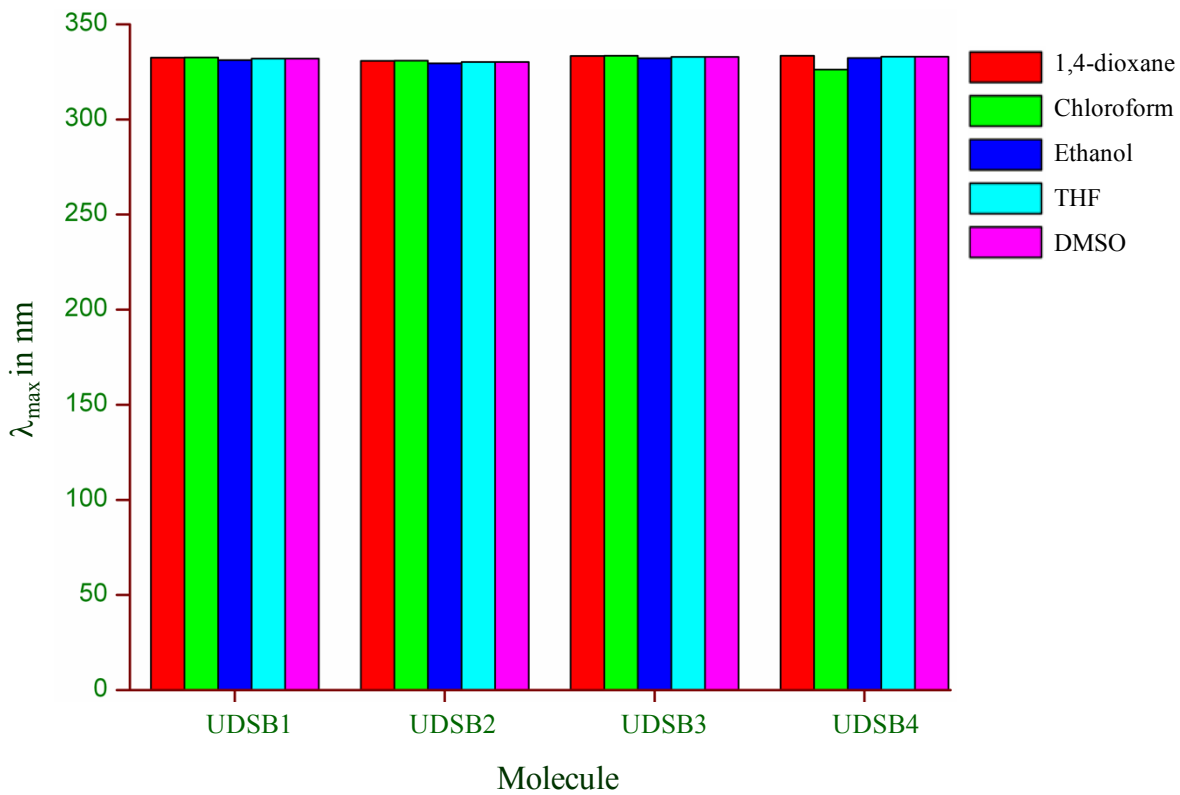 350
300
250
200
150
100
50
0
λmax in nm
UDSB1 UDSB2 UDSB3 UDSB4
Molecule
1,4-dioxane
Chloroform
Ethanol
THF
DMSO